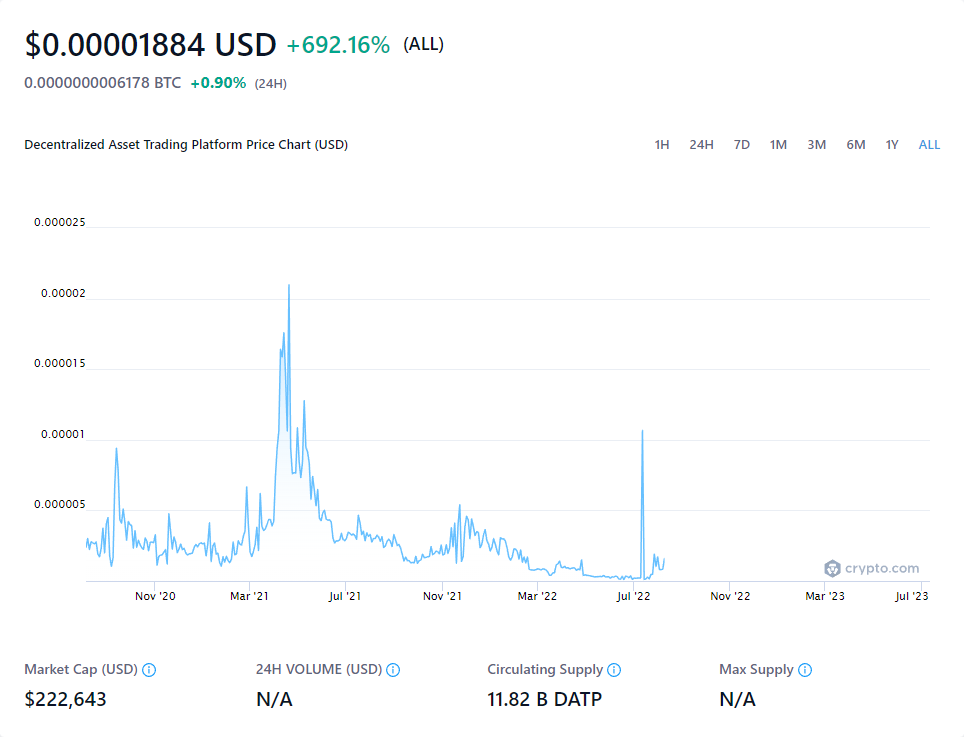 $0.00001884 USD +692.16% (ALL)
0.0000000006178 BTC +0.90% (24H)
Decentralized Asset Trading Platform Price Chart (USD) 1H 24H 7D 1M 3M 6M 1Y ALL
0.000025
0.00002
0.000015
0.00001
0.000005
crypto.com
Nov '20 Mar '21 Jul '21 Nov '21 Mar '22 Jul '22 Nov '22 Mar '23 Jul '23
Market Cap (USD) 24H VOLUME (USD) Circulating Supply Max Supply
$222,643 N/A 11.82 B DATP N/A